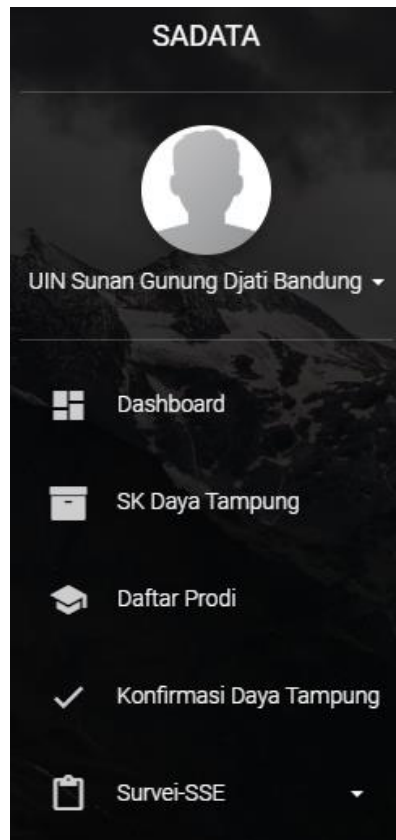 SADATA
UIN Sunan Gunung Djati Bandung
Dashboard
SK Daya Tampung
Daftar Prodi
Konfirmasi Daya Tampung
Survei-SSE